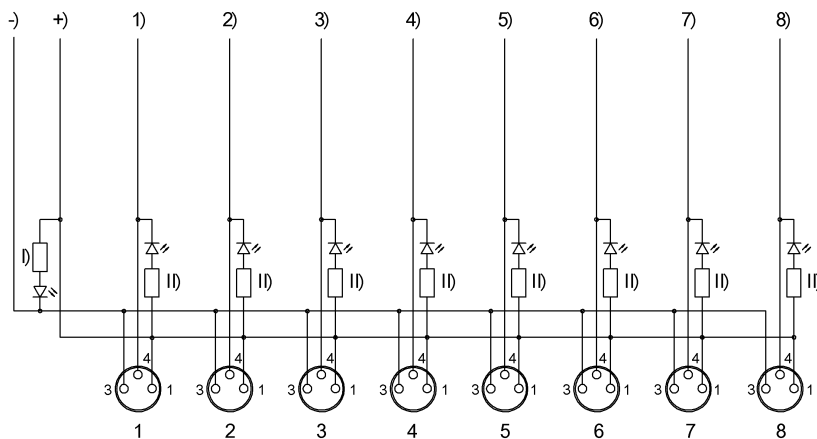 -) +) 1) 2) 3) 4) 5) 6) 7) 8)
I) II) II) II) II) II) II) II) II)
4 4 4 4 4 4 4 4
3 1 3 1 3 1 3 1 3 1 3 1 3 1 3 1
1 2 3 4 5 6 7 8